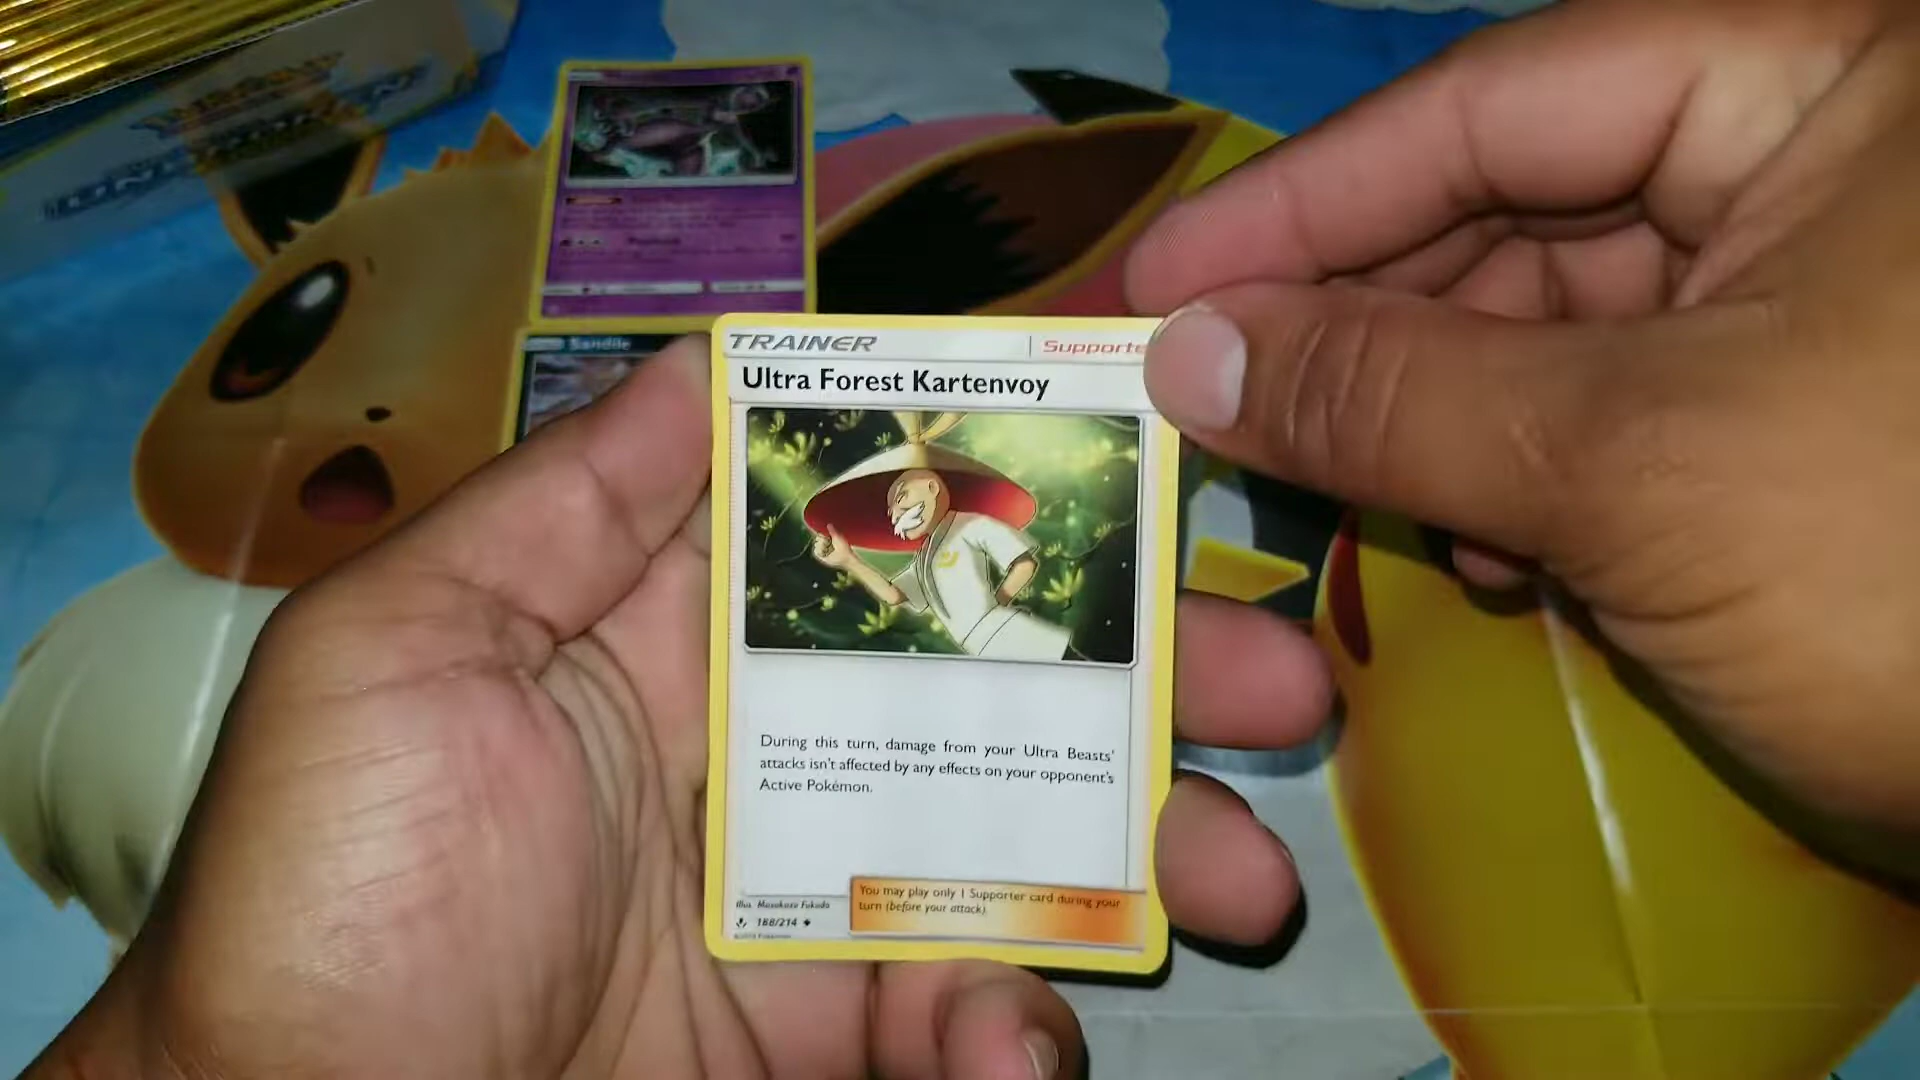 Sandile
TRAINER
Supporte
Ultra Forest Kartenvoy
During this turn, damage from your Ultra Beasts'
attacks isn't affected by any effects on your opponent's
Active Pokémon.
You may play only 1 Supporter card during your
turn (before your attack).
Illus. Masakazu Fukuda
188/214